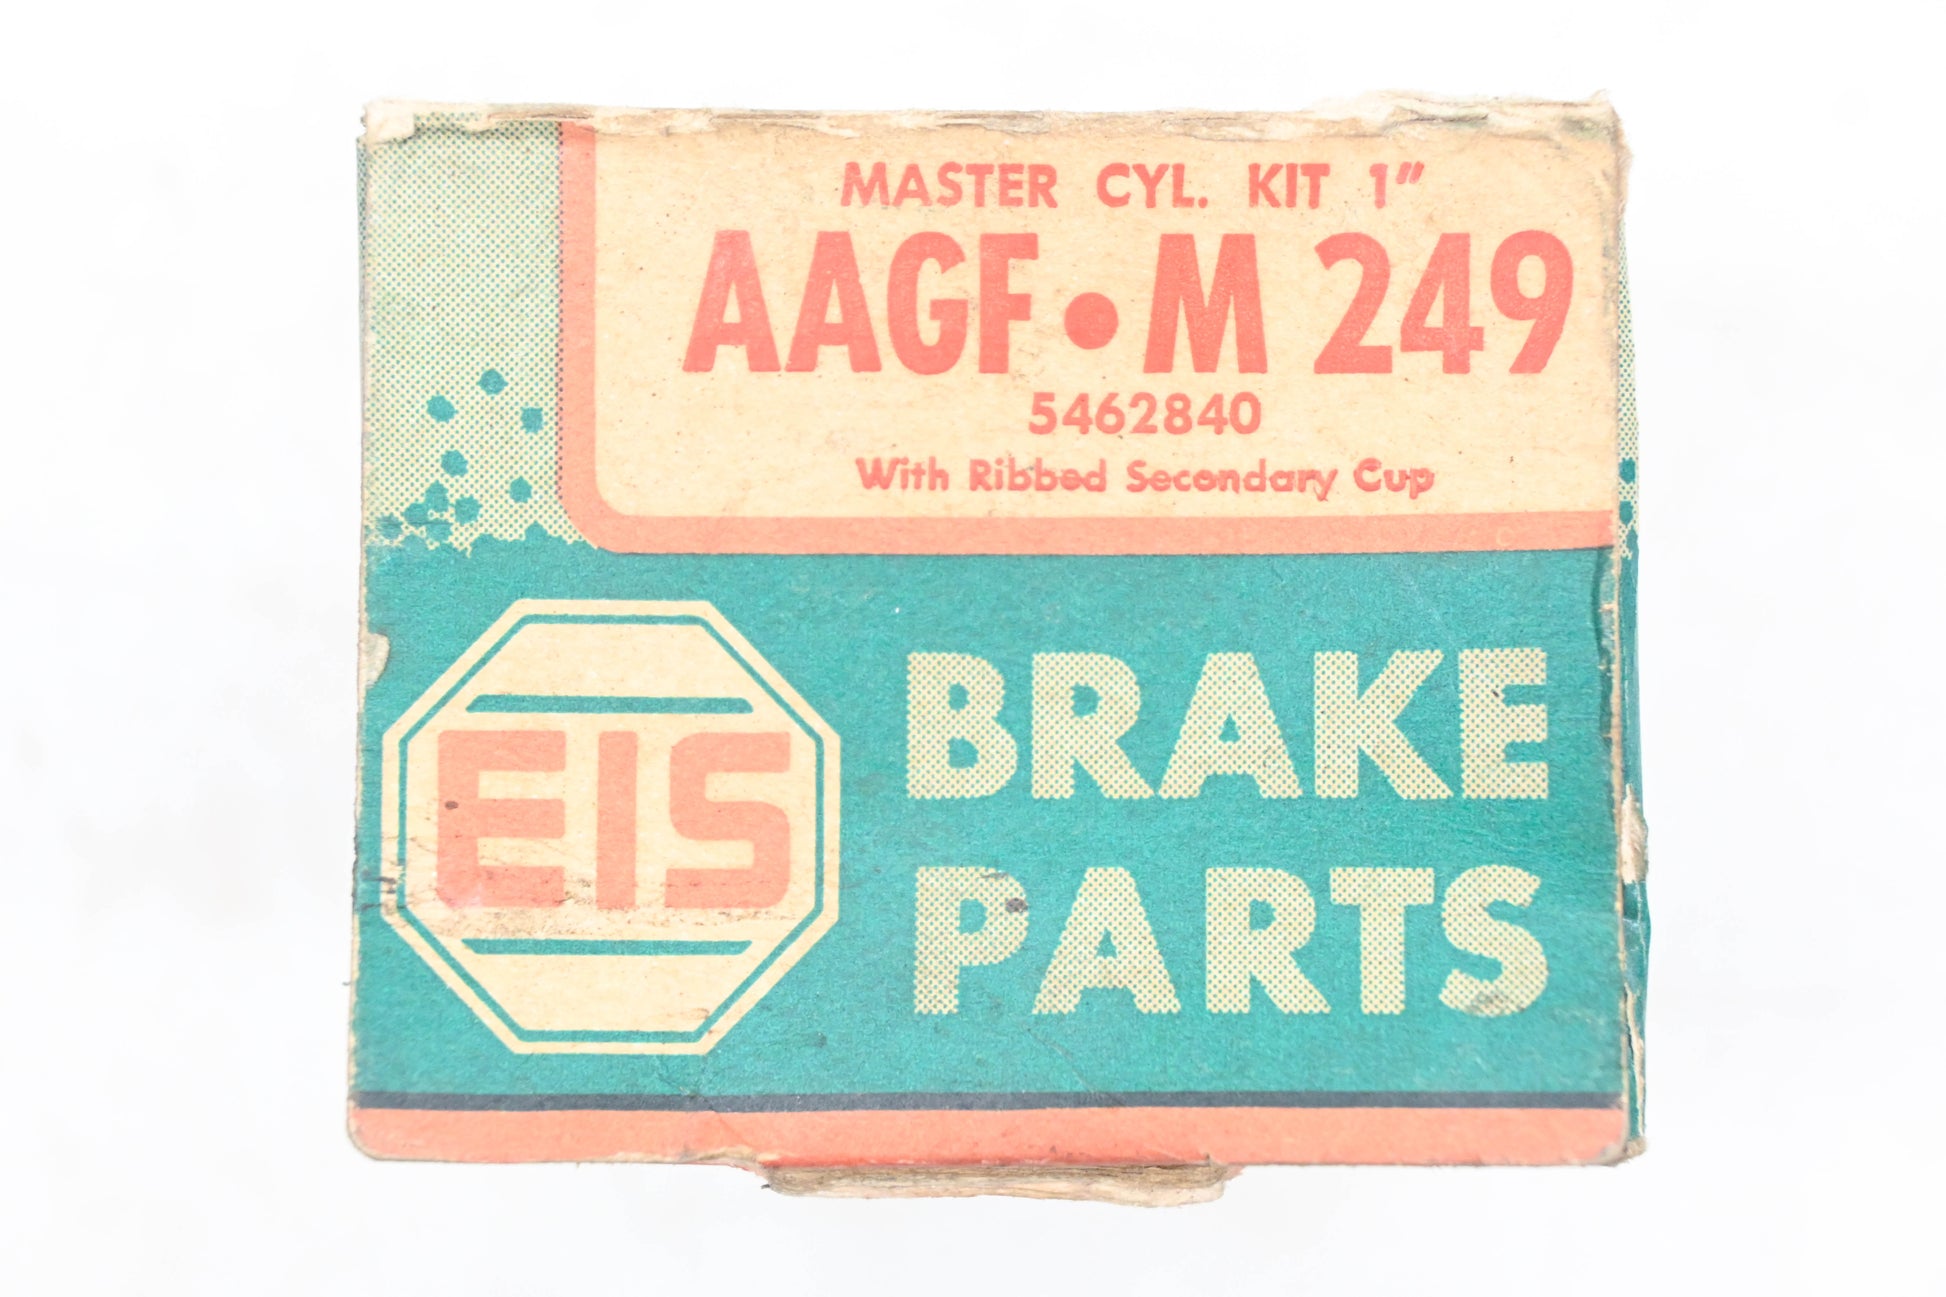 MASTER CYL. KIT 1"
AAGF • M 249
5462840
With Ribbed Secondary Cup
EIS
BRAKE
PARTS